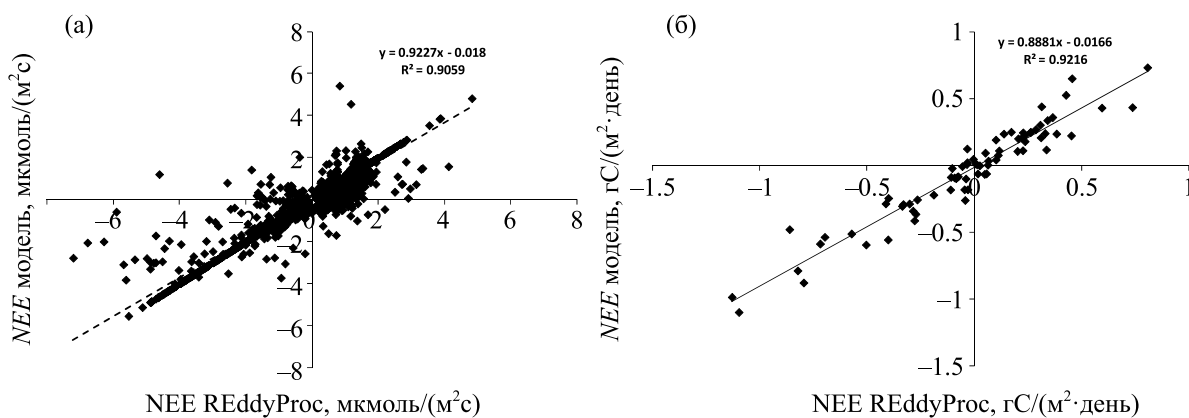 (а)
y = 0.9227x - 0.018
R² = 0.9059
8
6
4
2
0
–2
–4
–6
–8
–6
–4
–2
2
4
6
8
NEE модель, мкмоль/(м²с)
NEE REddyProc, мкмоль/(м²с)
(б)
y = 0.8881x - 0.0166
R² = 0.9216
1
0.5
0
–0.5
–1
–1.5
–1.5
–1
–0.5
0.5
1
NEE модель, гС/(м²·день)
NEE REddyProc, гС/(м²·день)